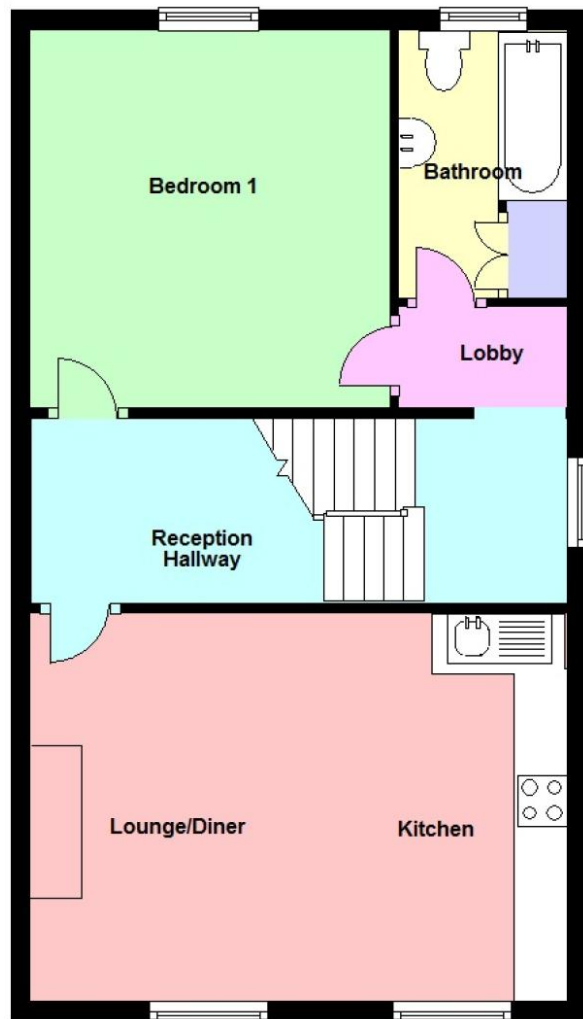 Bedroom 1
Bathroom
Lobby
Reception
Hallway
Lounge/Diner
Kitchen